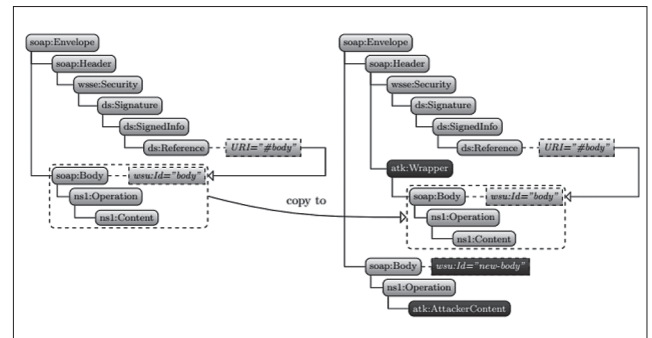 soap:Envelope
soap:Header
wsse:Security
ds:Signature
ds:SignedInfo
ds:Reference
URI="#body"
soap:Body
wsu:Id="body"
ns1:Operation
ns1:Content
copy to
soap:Envelope
soap:Header
wsse:Security
ds:Signature
ds:SignedInfo
ds:Reference
URI="#body"
atk:Wrapper
soap:Body
wsu:Id="body"
ns1:Operation
ns1:Content
soap:Body
wsu:Id="new-body"
ns1:Operation
atk:AttackerContent